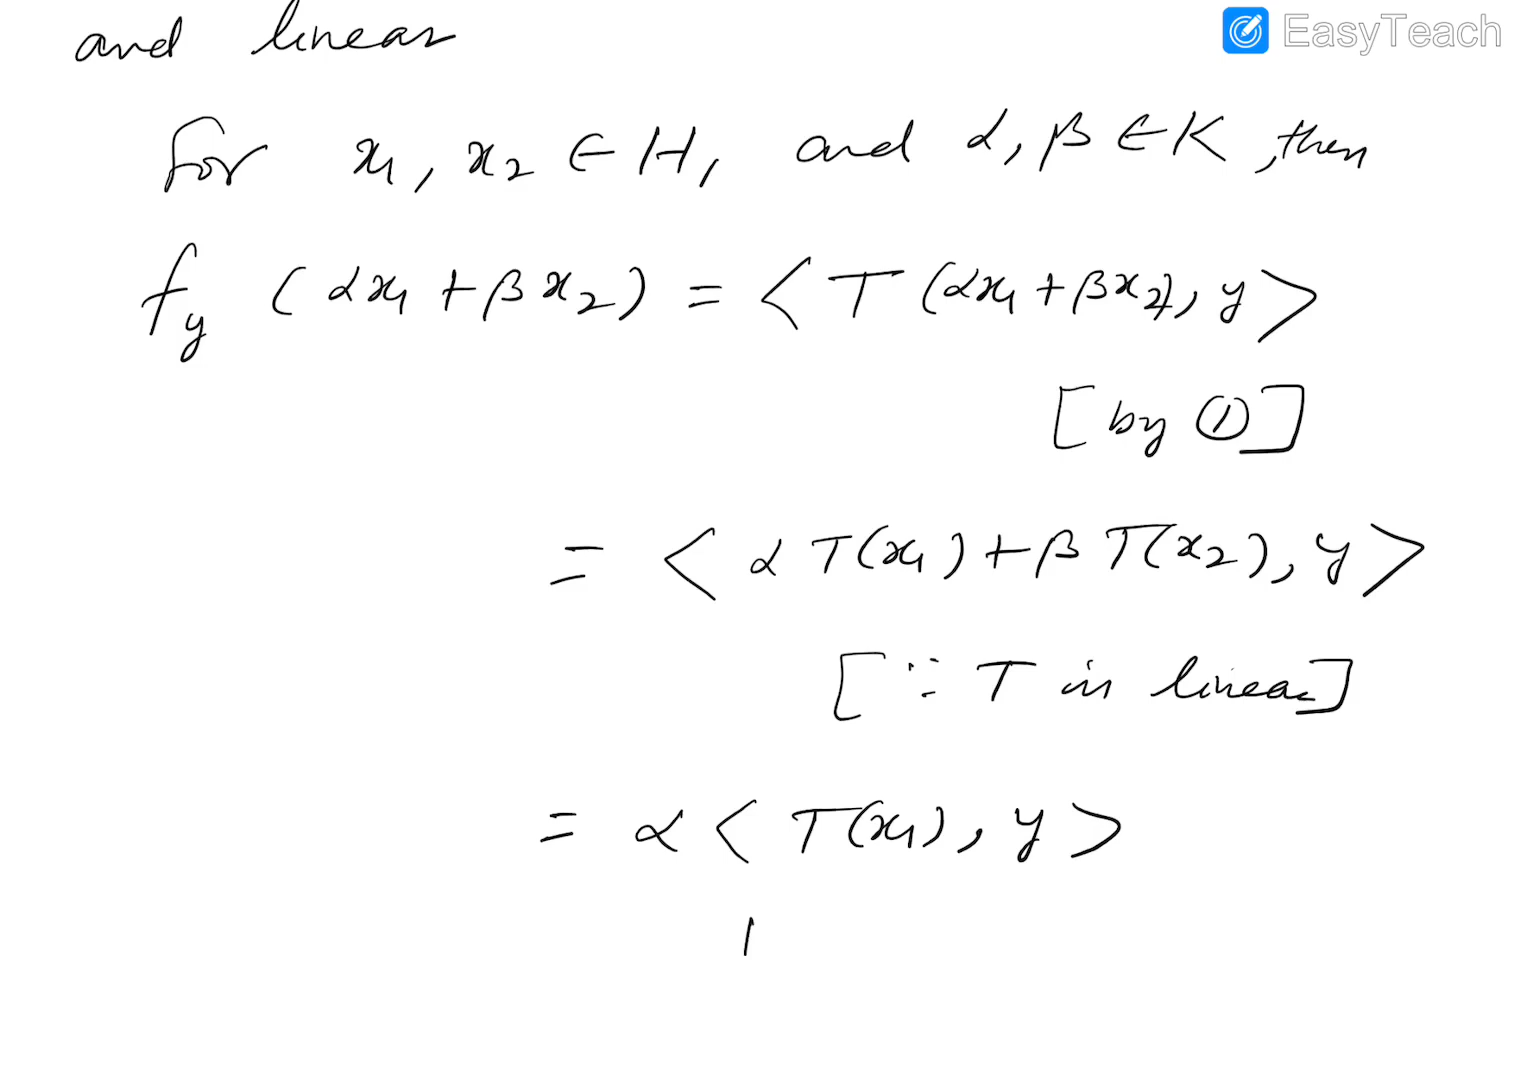 and linear
EasyTeach
For x₁, x₂ ∈ H, and α, β ∈ K, then
f_y (αx₁ + βx₂) = < T (αx₁ + βx₂), y >
[by ①]
= < α T(x₁) + β T(x₂), y >
[∵ T is linear]
= α < T(x₁), y >